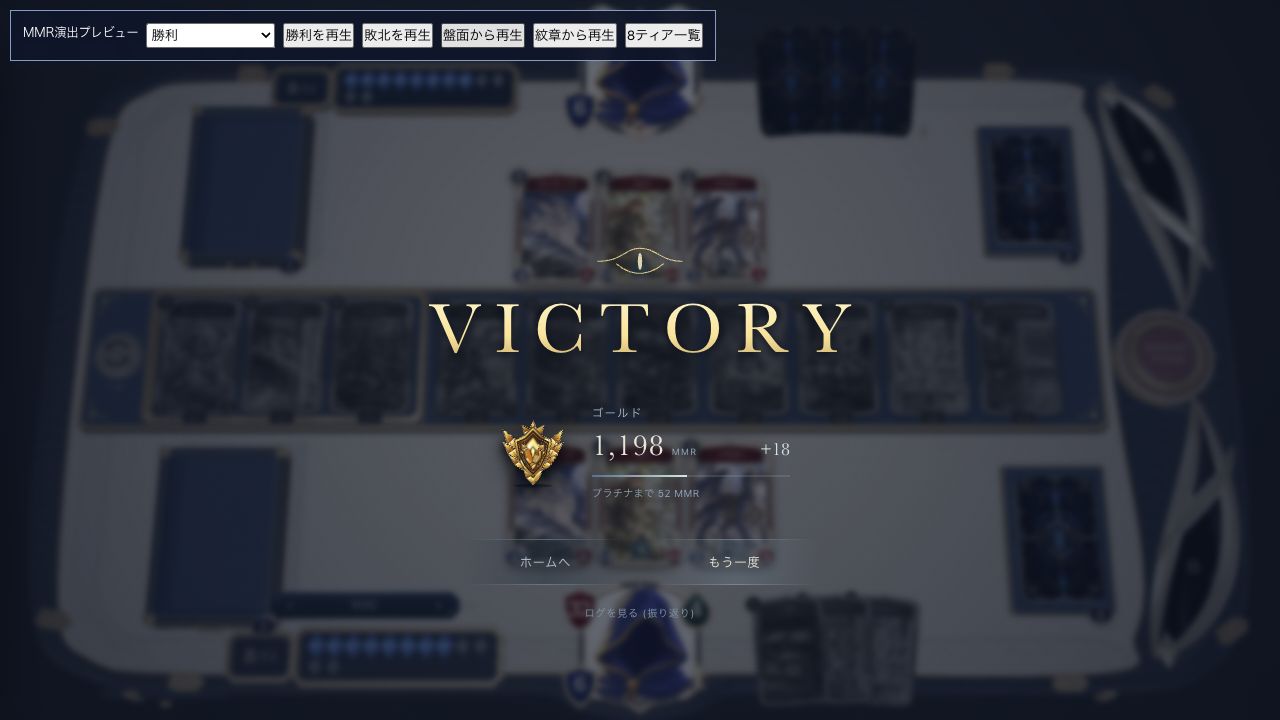 MMR演出プレビュー 勝利 勝利を再生 敗北を再生 盤面から再生 紋章から再生 8ティア一覧
VICTORY
ゴールド
1,198 MMR +18
プラチナまで 52 MMR
ホームへ もう一度
ログを見る (振り返り)